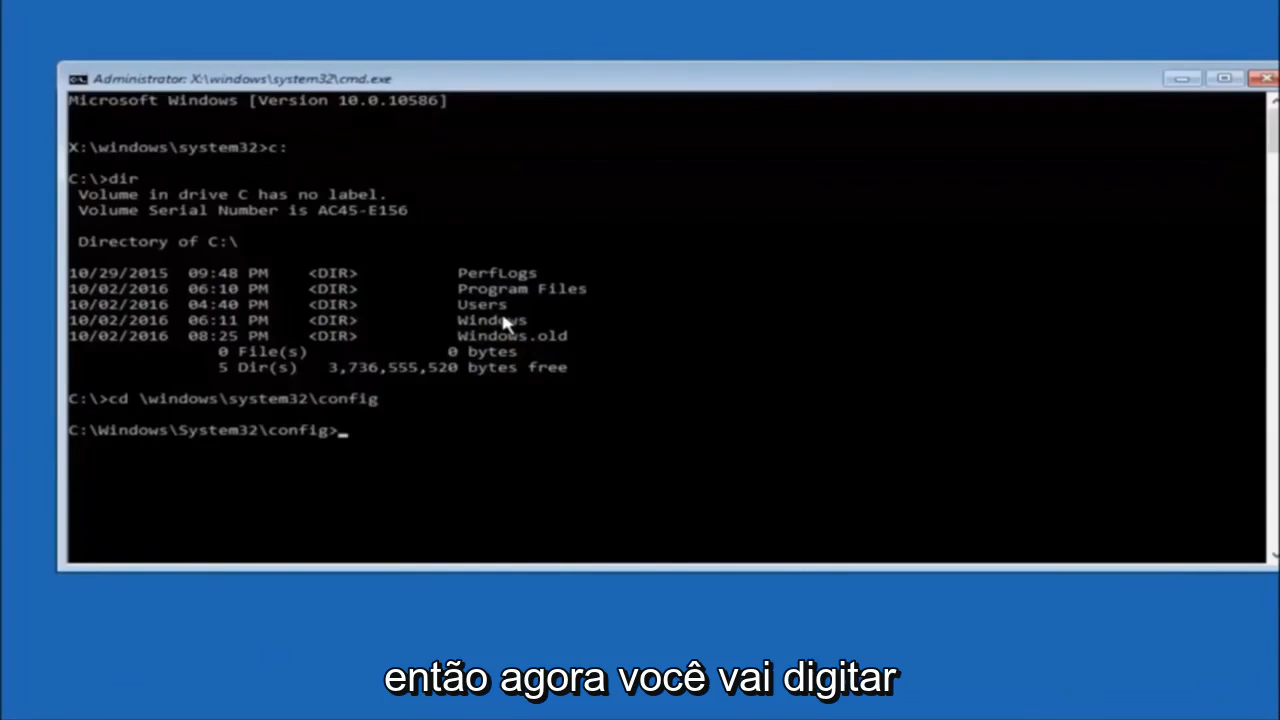 Administrator: X:\windows\system32\cmd.exe
Microsoft Windows [Version 10.0.10586]
X:\windows\system32>c:
C:\>dir
Volume in drive C has no label.
Volume Serial Number is AC45-E156
Directory of C:\
10/29/2015 09:48 PM <DIR> PerfLogs
10/02/2016 06:10 PM <DIR> Program Files
10/02/2016 04:40 PM <DIR> Users
10/02/2016 06:11 PM <DIR> Windows
10/02/2016 08:25 PM <DIR> Windows.old
0 File(s) 0 bytes
5 Dir(s) 3,736,555,520 bytes free
C:\>cd \windows\system32\config
C:\Windows\System32\config>_
então agora você vai digitar